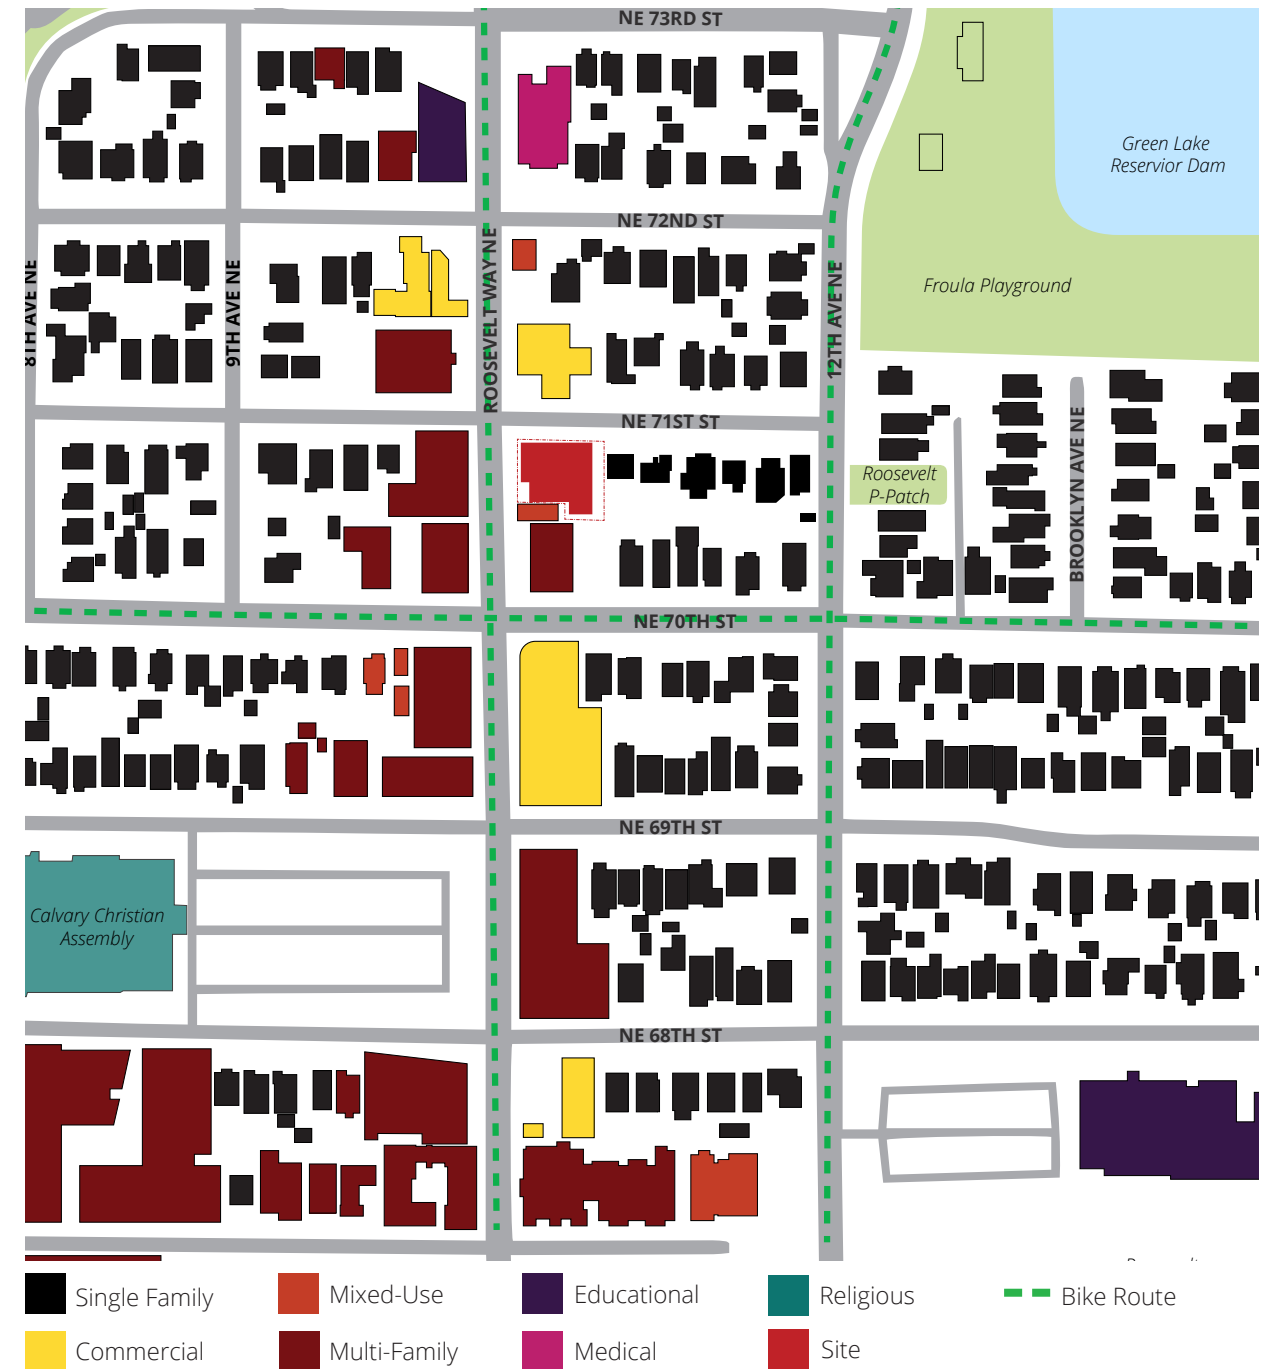 NE 73RD ST
Green Lake
Reservior Dam
NE 72ND ST
8TH AVE NE
9TH AVE NE
ROOSEVELT WAY NE
12TH AVE NE
Froula Playground
NE 71ST ST
BROOKLYN AVE NE
Roosevelt
P-Patch
NE 70TH ST
NE 69TH ST
Calvary Christian
Assembly
NE 68TH ST
Single Family
Mixed-Use
Educational
Religious
Bike Route
Commercial
Multi-Family
Medical
Site